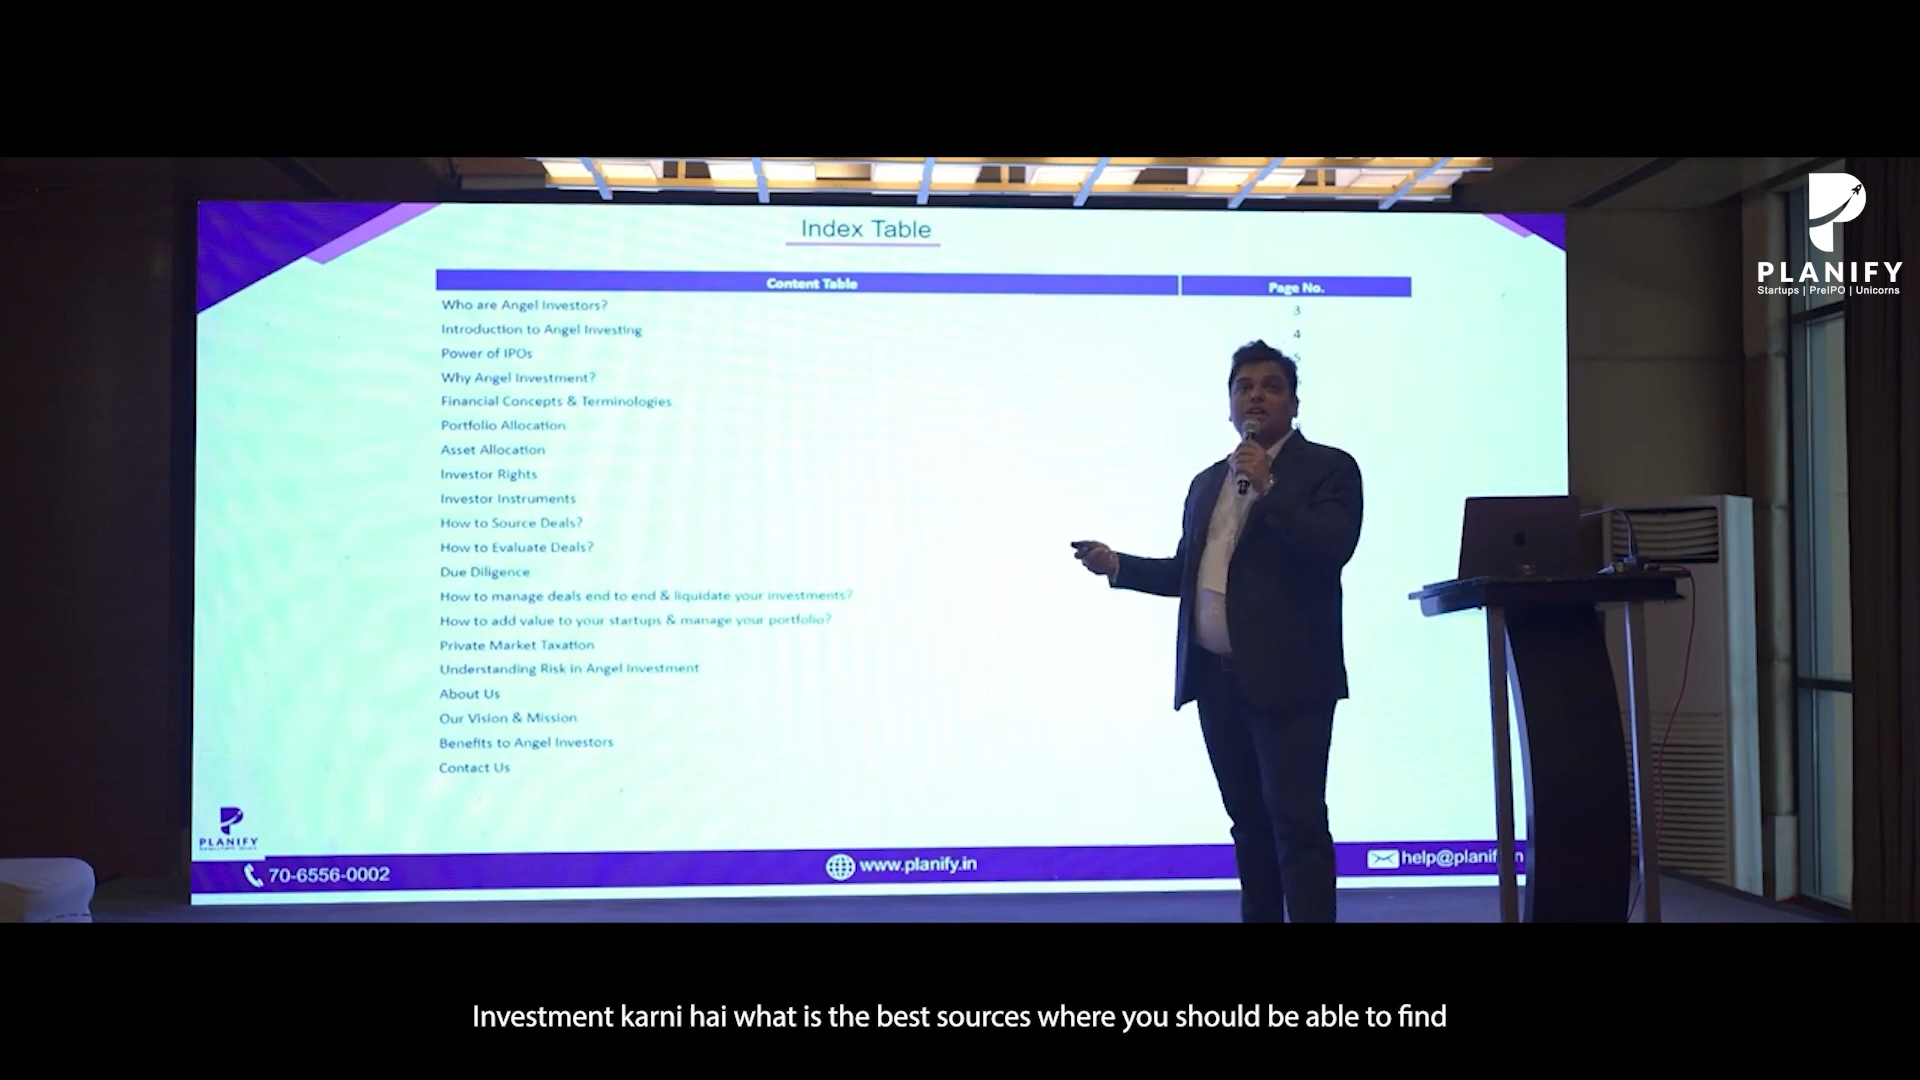 PLANIFY
Startups | PreIPO | Unicorns
Index Table
Content Table
Page No.
Who are Angel Investors?
3
Introduction to Angel Investing
4
Power of IPOs
5
Why Angel Investment?
Financial Concepts & Terminologies
Portfolio Allocation
Asset Allocation
Investor Rights
Investor Instruments
How to Source Deals?
How to Evaluate Deals?
Due Diligence
How to manage deals end to end & liquidate your investments?
How to add value to your startups & manage your portfolio?
Private Market Taxation
Understanding Risk in Angel Investment
About Us
Our Vision & Mission
Benefits to Angel Investors
Contact Us
PLANIFY
70-6556-0002
www.planify.in
help@planif n
Investment karni hai what is the best sources where you should be able to find